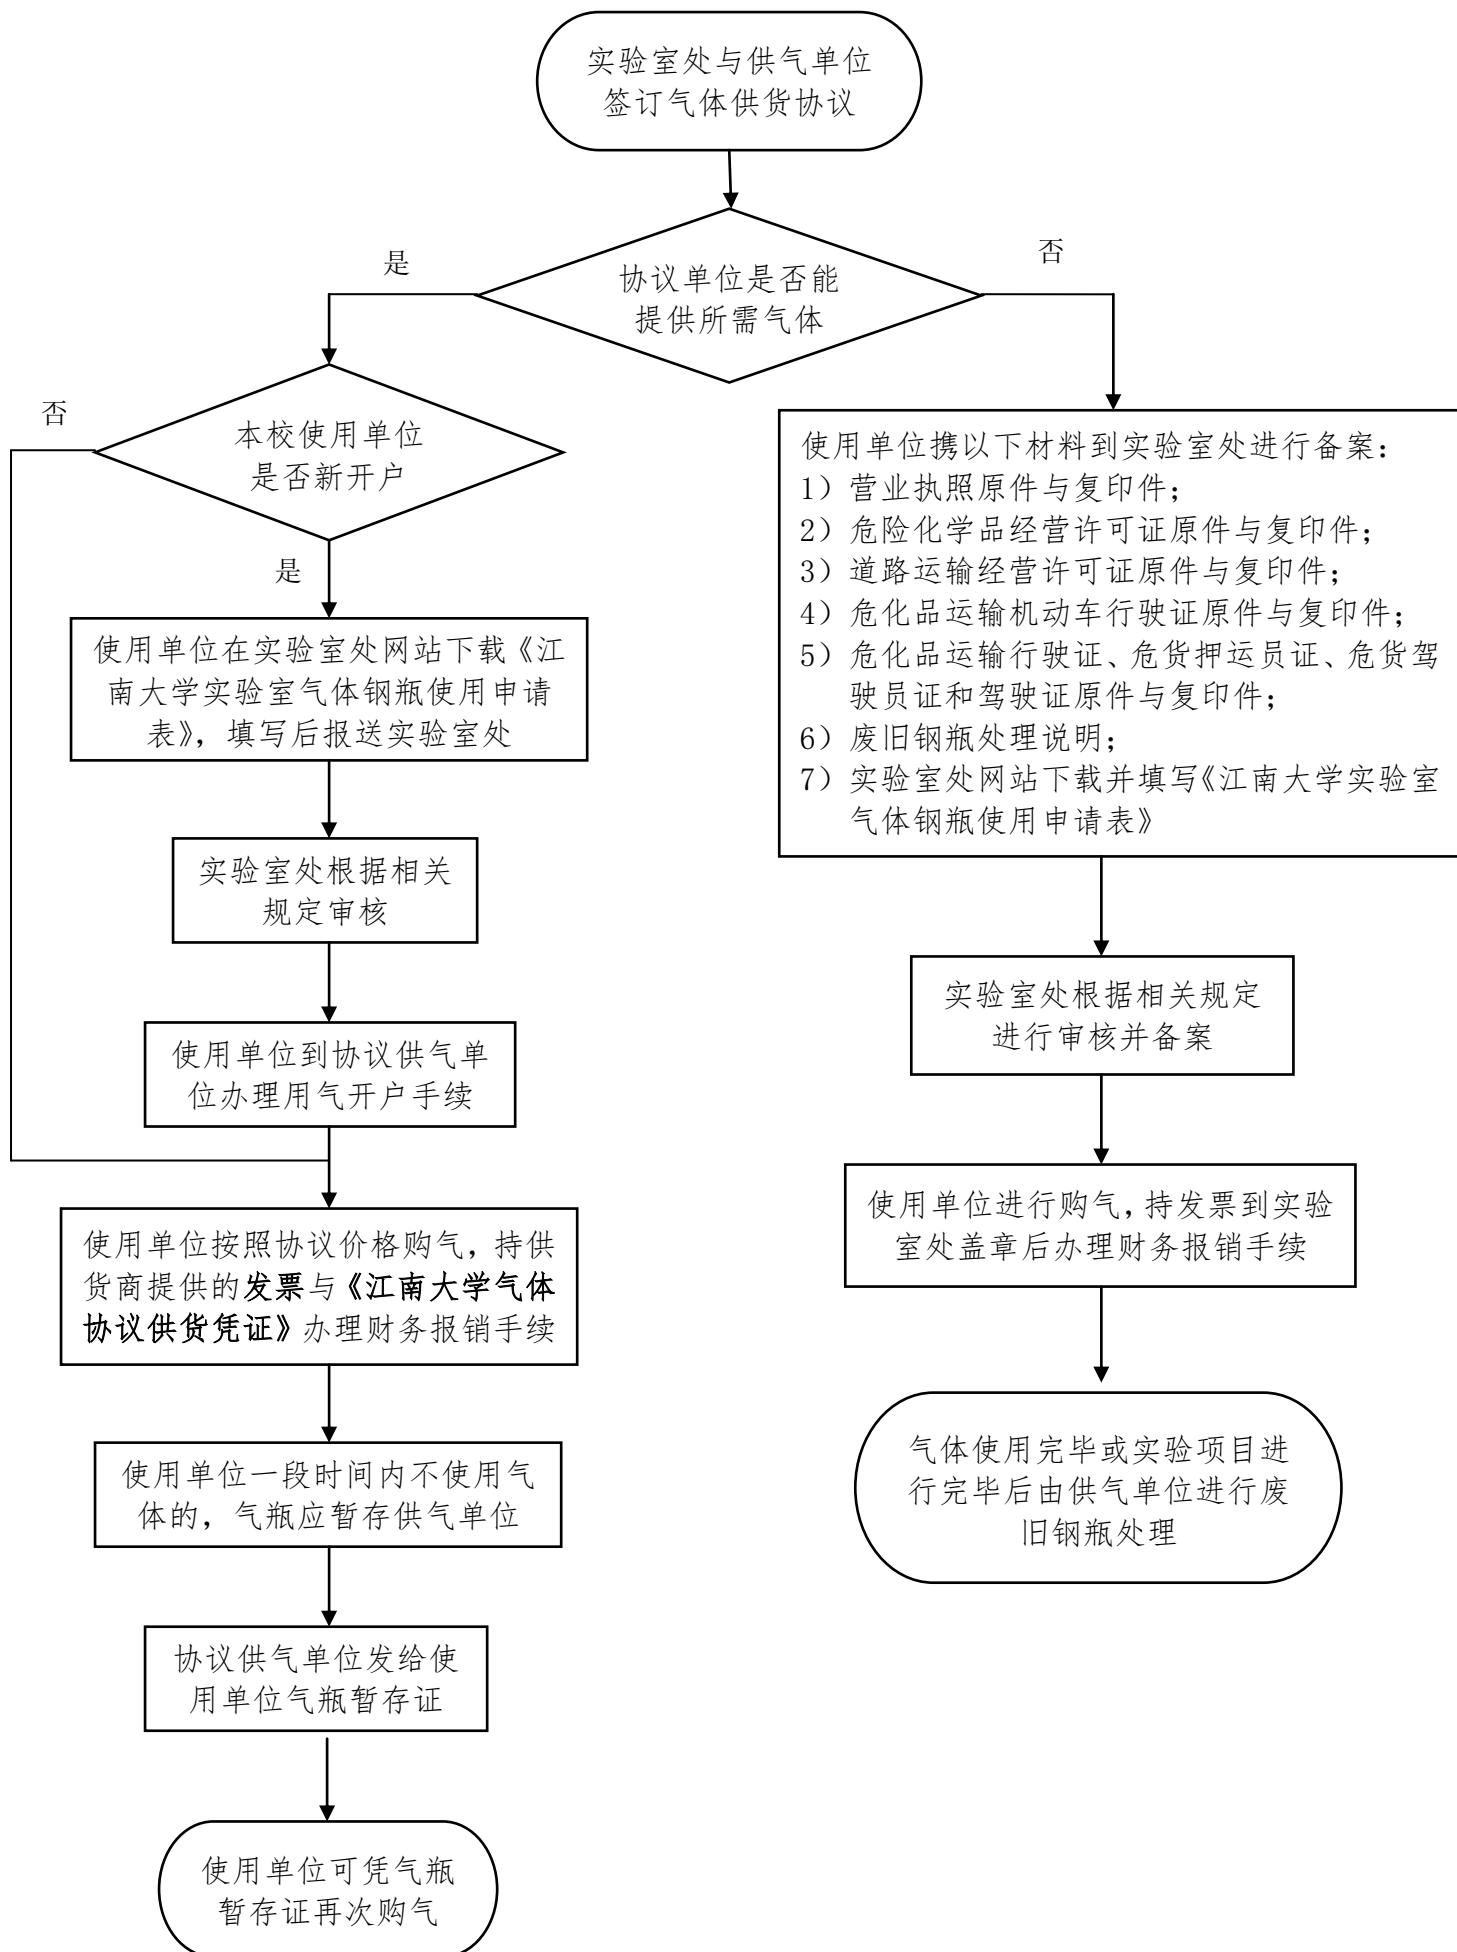 实验室处与供气单位
签订气体供货协议
是
否
协议单位是否能
提供所需气体
否
本校使用单位
是否新开户
是
使用单位在实验室处网站下载《江
南大学实验室气体钢瓶使用申请
表》，填写后报送实验室处
实验室处根据相关
规定审核
使用单位到协议供气单
位办理用气开户手续
使用单位按照协议价格购气，持供
货商提供的发票与《江南大学气体
协议供货凭证》办理财务报销手续
使用单位一段时间内不使用气
体的，气瓶应暂存供气单位
协议供气单位发给使
用单位气瓶暂存证
使用单位可凭气瓶
暂存证再次购气
使用单位携以下材料到实验室处进行备案：
1）营业执照原件与复印件；
2）危险化学品经营许可证原件与复印件；
3）道路运输经营许可证原件与复印件；
4）危化品运输机动车行驶证原件与复印件；
5）危化品运输行驶证、危货押运员证、危货驾
驶员证和驾驶证原件与复印件；
6）废旧钢瓶处理说明；
7）实验室处网站下载并填写《江南大学实验室
气体钢瓶使用申请表》
实验室处根据相关规定
进行审核并备案
使用单位进行购气，持发票到实验
室处盖章后办理财务报销手续
气体使用完毕或实验项目进
行完毕后由供气单位进行废
旧钢瓶处理